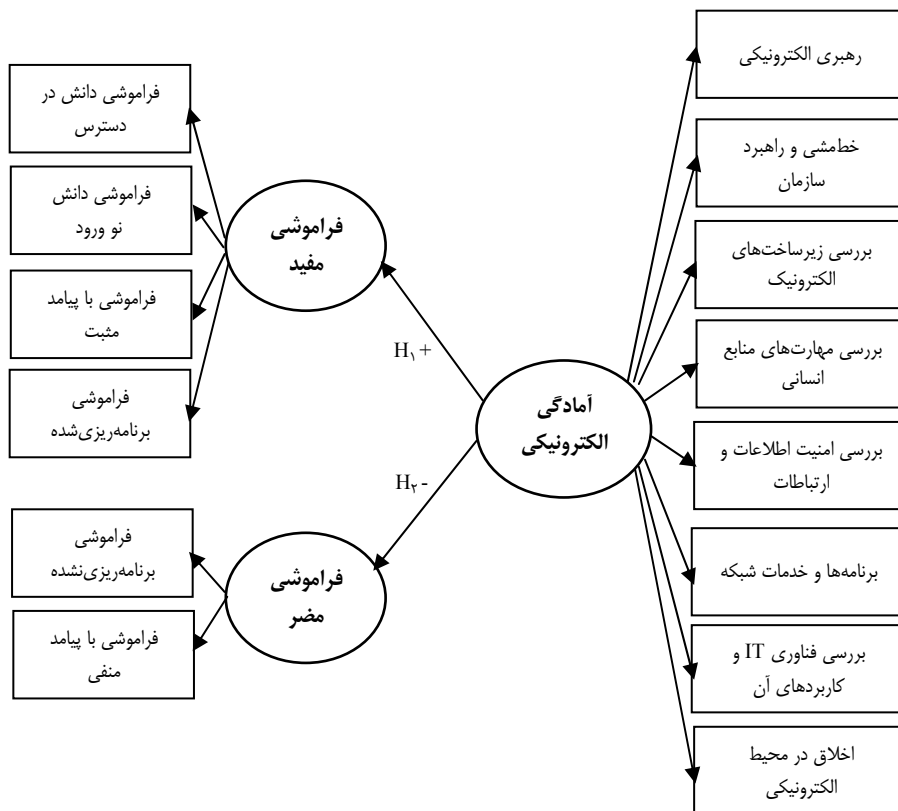 رهبری الکترونیکی
خط‌مشی و راهبرد
سازمان
بررسی زیرساخت‌های
الکترونیک
بررسی مهارت‌های منابع
انسانی
بررسی امنیت اطلاعات و
ارتباطات
برنامه‌ها و خدمات شبکه
بررسی فناوری IT و
کاربردهای آن
اخلاق در محیط
الکترونیکی
آمادگی
الکترونیکی
H۱+
H۲-
فراموشی
مفید
فراموشی
مضر
فراموشی دانش در
دسترس
فراموشی دانش
نو ورود
فراموشی با پیامد
مثبت
فراموشی
برنامه‌ریزی‌شده
فراموشی
برنامه‌ریزی‌نشده
فراموشی با پیامد
منفی